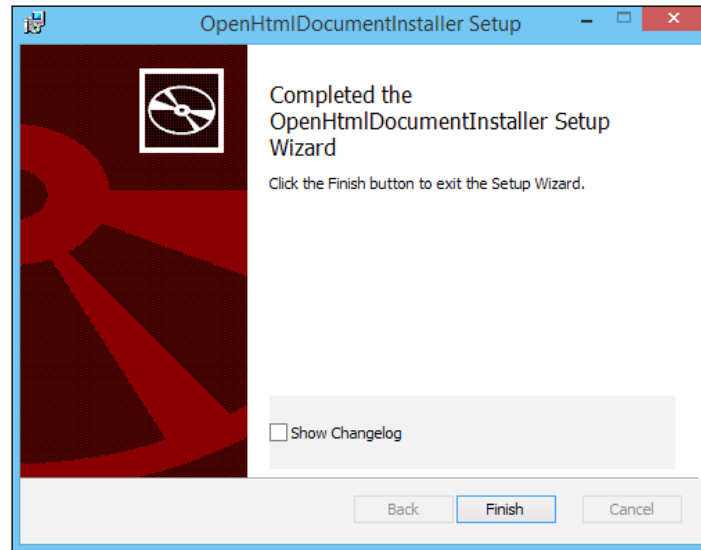 OpenHtmlDocumentInstaller Setup
Completed the
OpenHtmlDocumentInstaller Setup
Wizard
Click the Finish button to exit the Setup Wizard.
Show Changelog
Back
Finish
Cancel